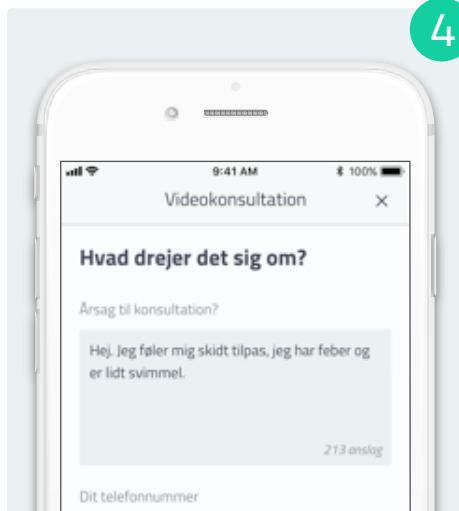 4
9:41 AM
100%
Videokonsultation
Hvad drejer det sig om?
Årsag til konsultation?
Hej. Jeg føler mig skidt tilpas, jeg har feber og
er lidt svimmel.
213 anslag
Dit telefonnummer